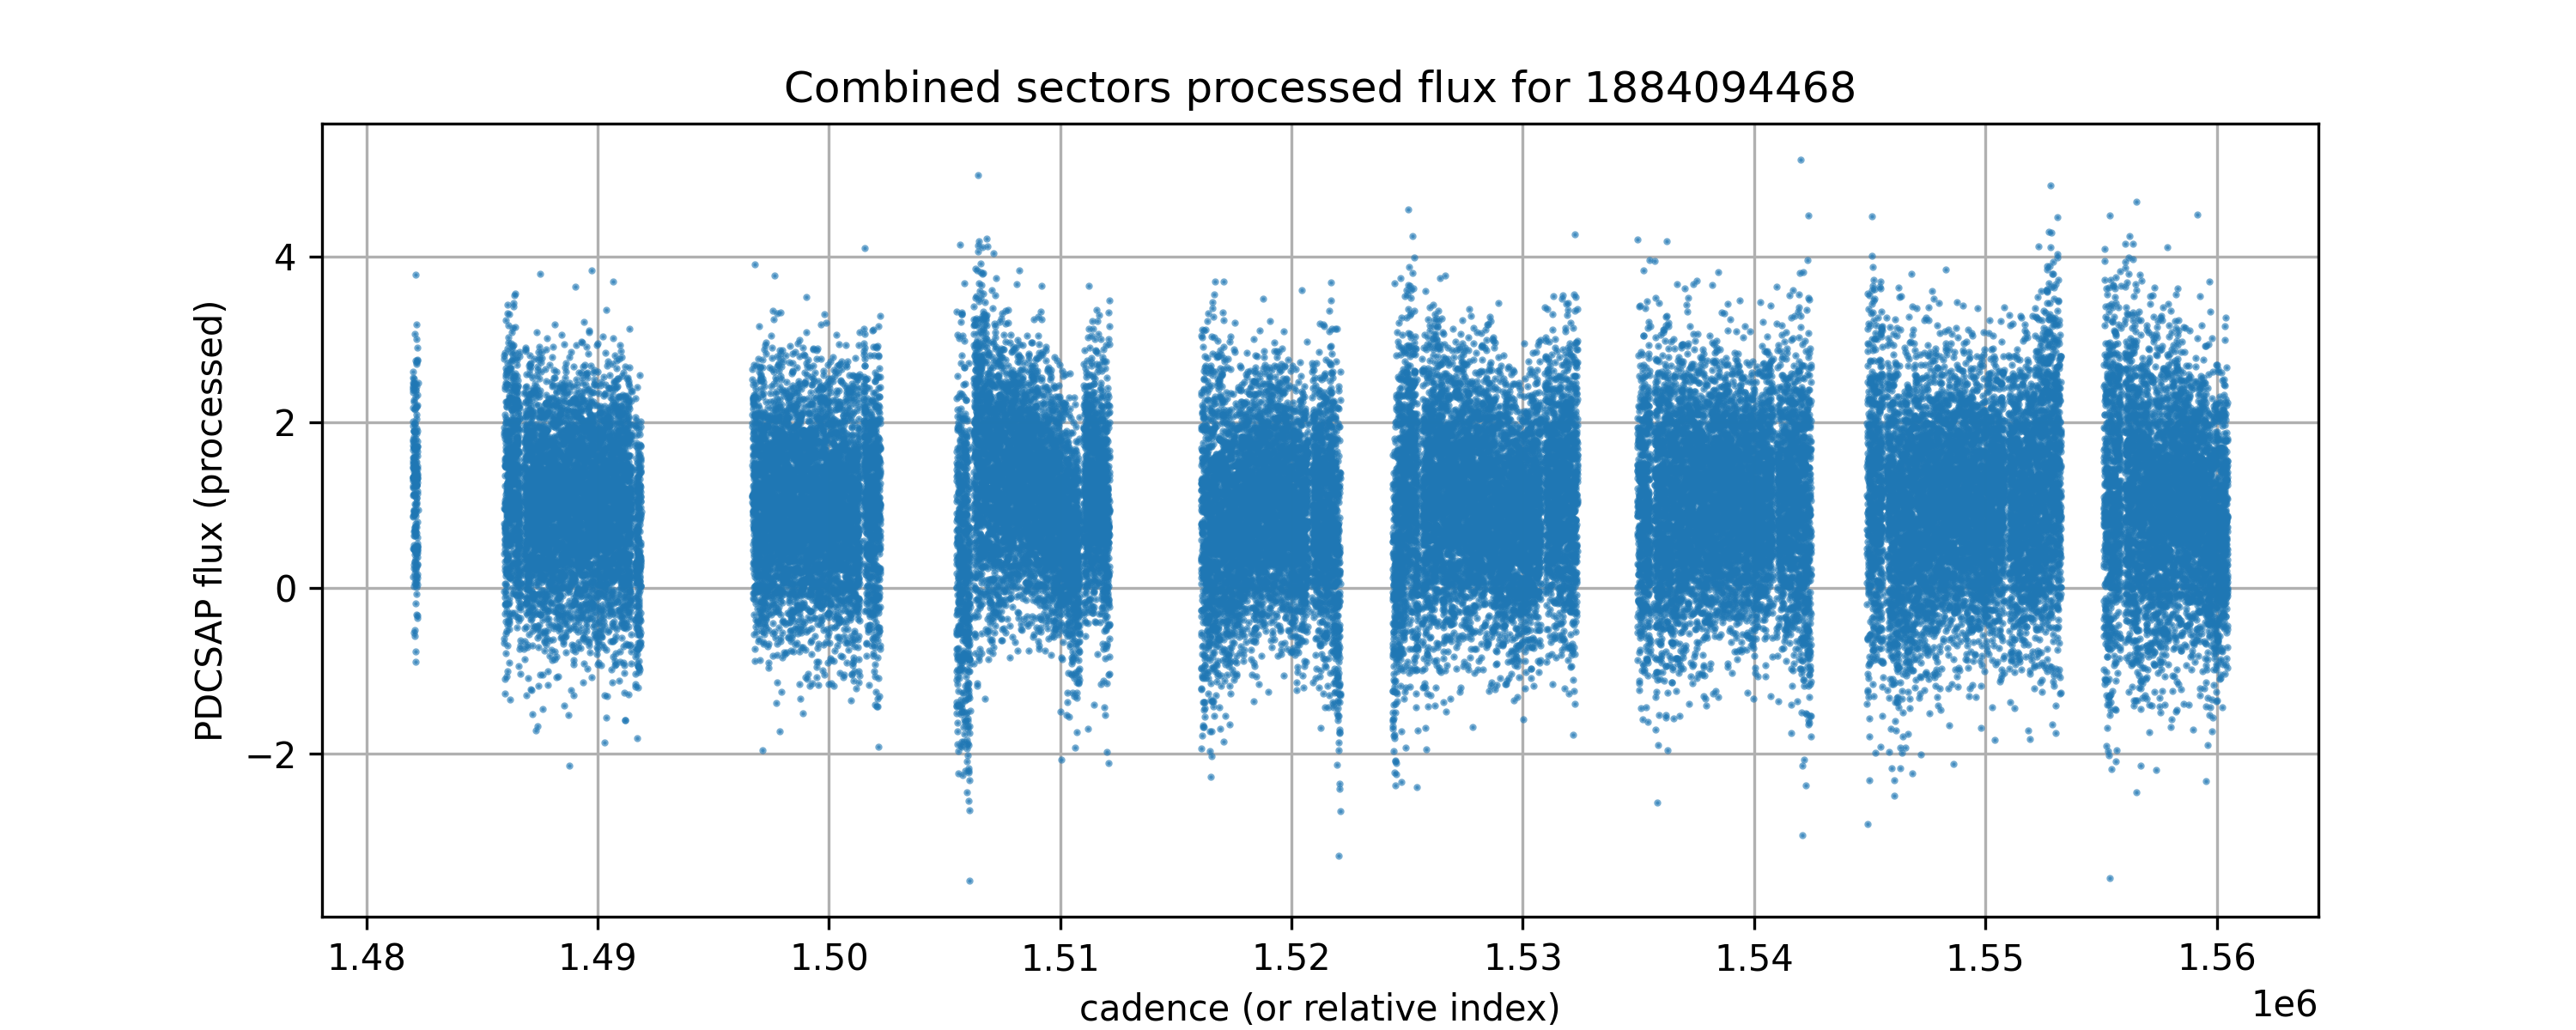 Combined sectors processed flux for 1884094468
PDCSAP flux (processed)
4
2
0
−2
1.48 1.49 1.50 1.51 1.52 1.53 1.54 1.55 1.56
1e6
cadence (or relative index)